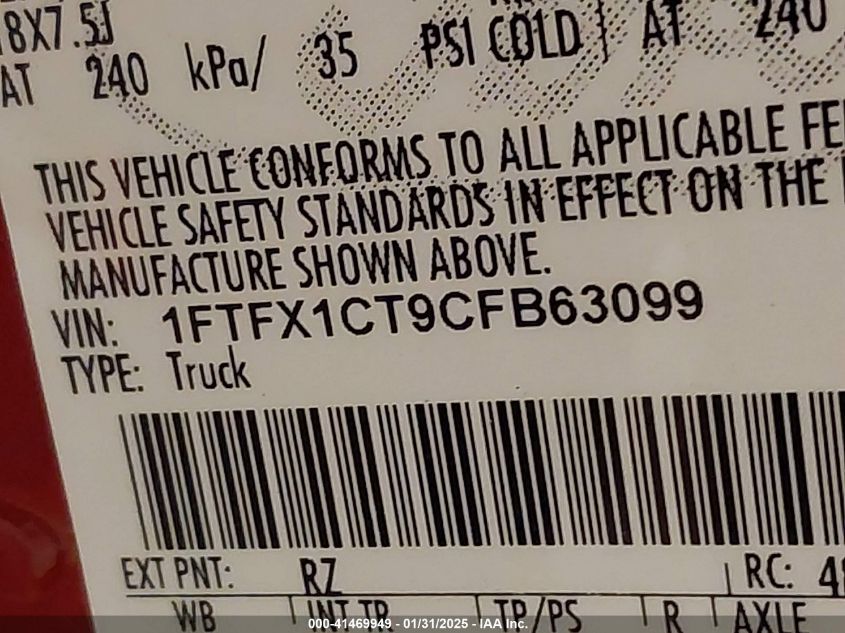 18X7.5J
AT 240 kPa/ 35 PSI COLD AT 240
THIS VEHICLE CONFORMS TO ALL APPLICABLE FE
VEHICLE SAFETY STANDARDS IN EFFECT ON THE
MANUFACTURE SHOWN ABOVE.
VIN: 1FTFX1CT9CFB63099
TYPE: Truck
EXT PNT: RZ RC: 48
WB INT TR TP/PS R AXLE
000-41469949 - 01/31/2025 - IAA Inc.